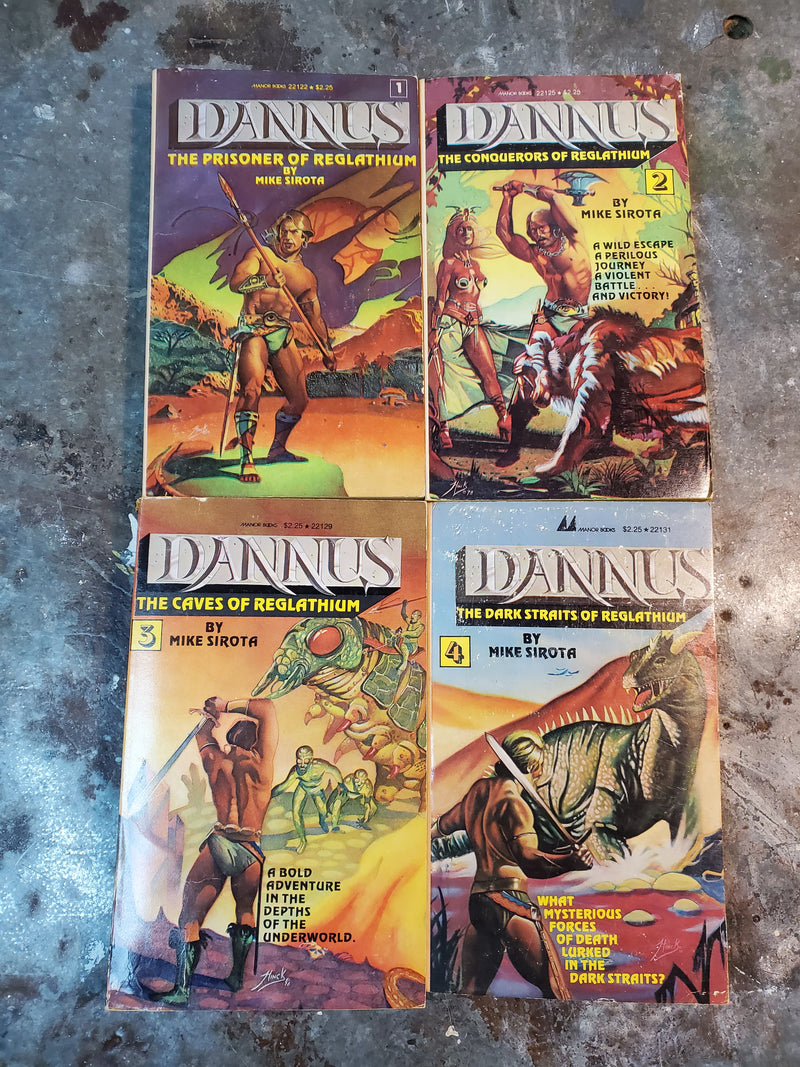 MANOR BOOKS 22122 ★ $2.25
1
DANNUS
THE PRISONER OF REGLATHIUM
BY
MIKE SIROTA
MANOR BOOKS 22125 ★ $2.25
DANNUS
THE CONQUERORS OF REGLATHIUM
2
BY
MIKE SIROTA
A WILD ESCAPE
A PERILOUS
JOURNEY
A VIOLENT
BATTLE . . .
AND VICTORY!
Hinck
MANOR BOOKS $2.25 ★ 22129
DANNUS
THE CAVES OF REGLATHIUM
3
BY
MIKE SIROTA
A BOLD
ADVENTURE
IN THE
DEPTHS
OF THE
UNDERWORLD.
Hinck
MANOR BOOKS $2.25 ★ 22131
DANNUS
THE DARK STRAITS OF REGLATHIUM
4
BY
MIKE SIROTA
WHAT
MYSTERIOUS
FORCES
OF DEATH
LURKED
IN THE
DARK STRAITS?
Hinck